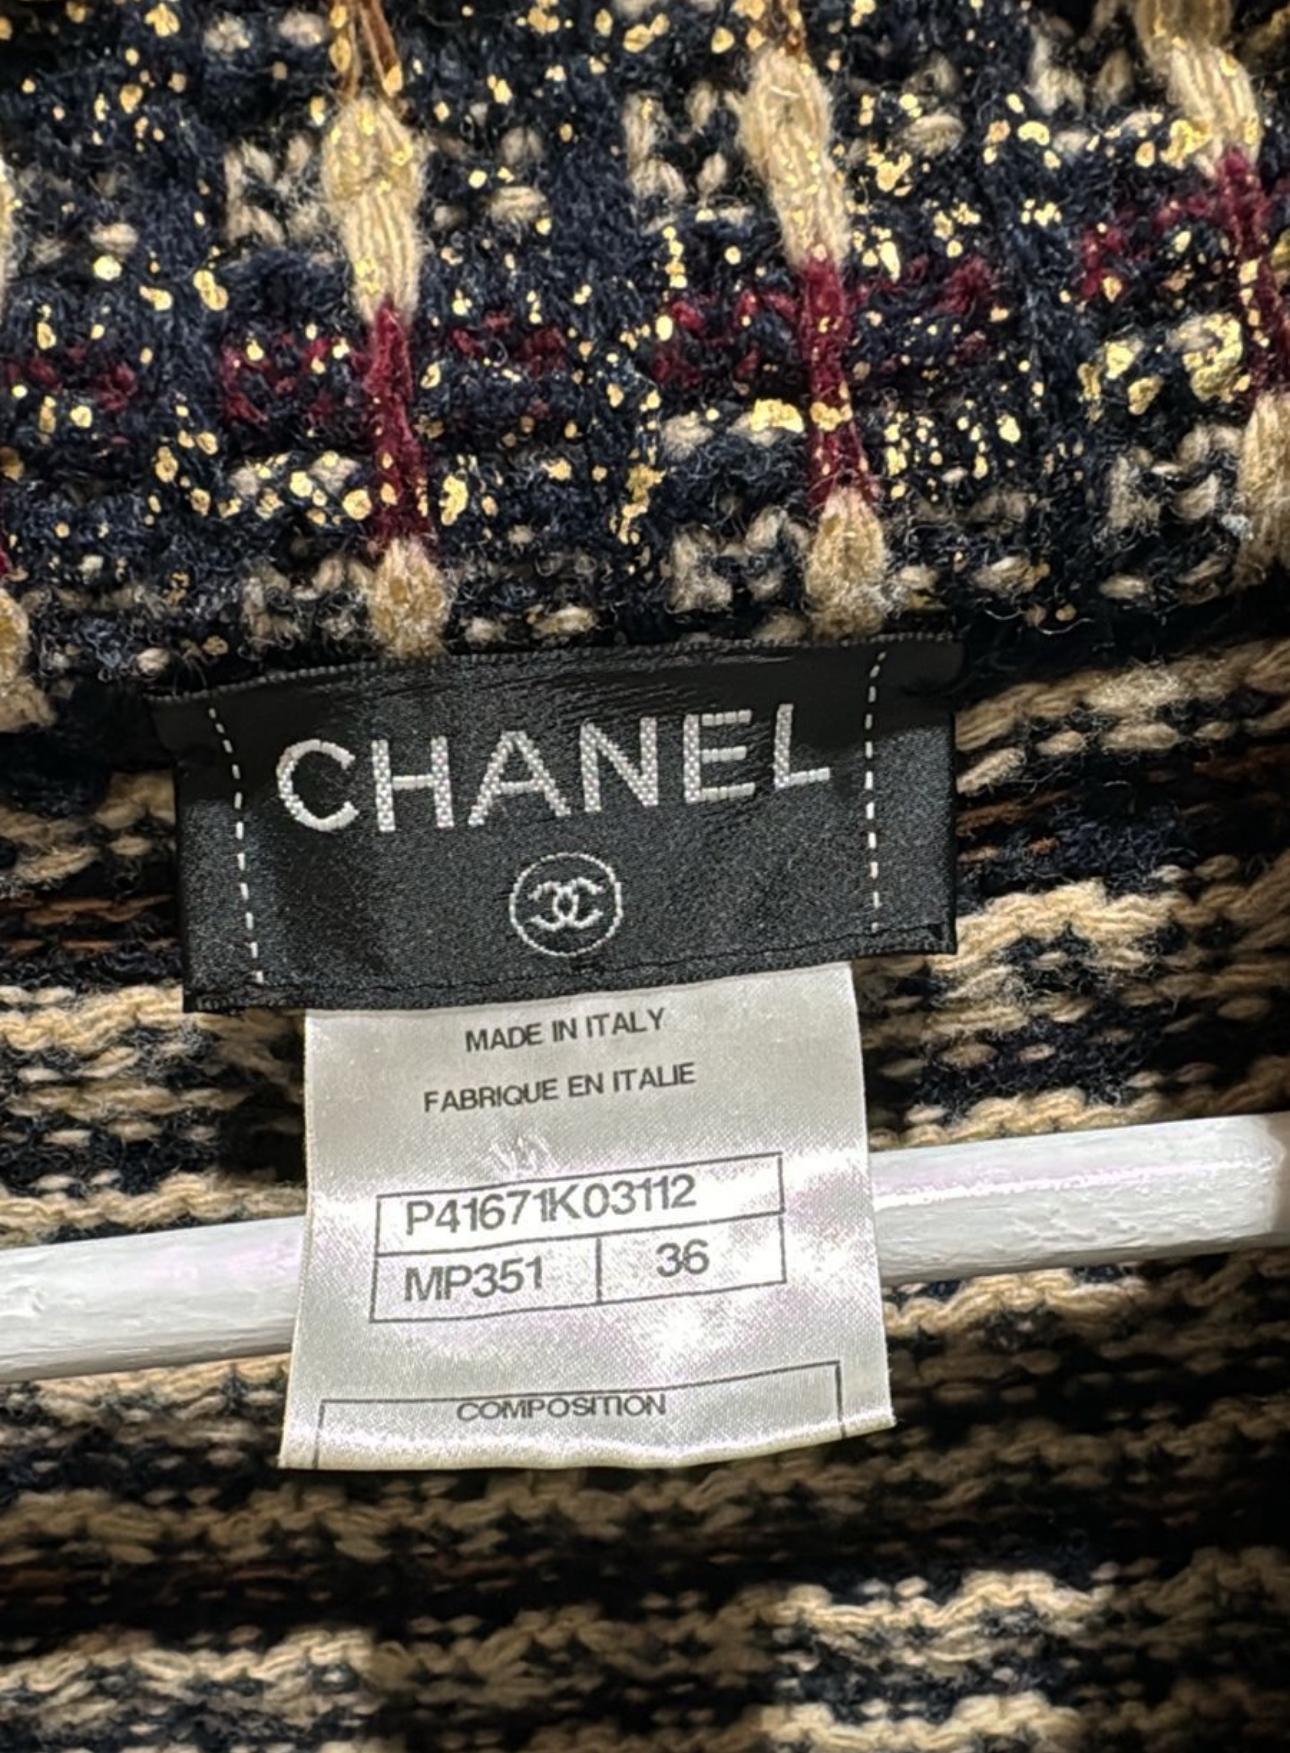 CHANEL
MADE IN ITALY
FABRIQUE EN ITALIE
P41671K03112
MP351 36
COMPOSITION